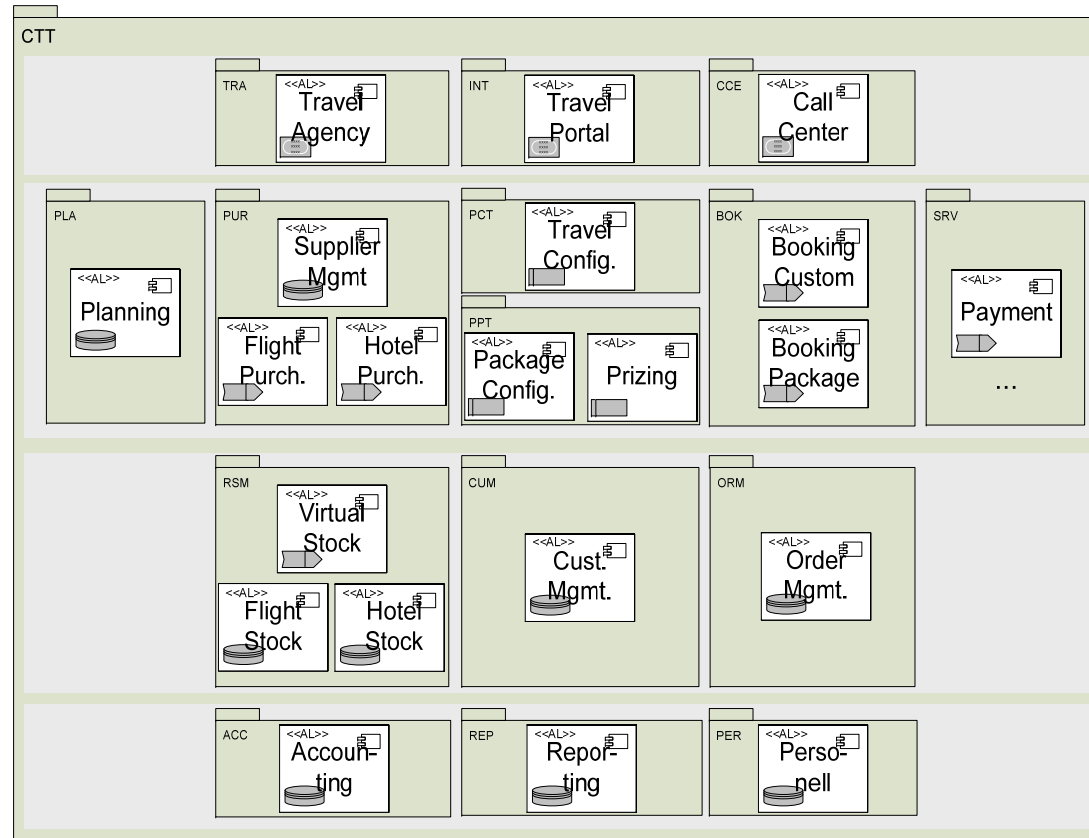 CTT
TRA
<<AL>>
Travel
Agency
INT
<<AL>>
Travel
Portal
CCE
<<AL>>
Call
Center
PLA
<<AL>>
Planning
PUR
<<AL>>
Supplier
Mgmt
<<AL>>
Flight
Purch.
<<AL>>
Hotel
Purch.
PCT
<<AL>>
Travel
Config.
PPT
<<AL>>
Package
Config.
<<AL>>
Prizing
BOK
<<AL>>
Booking
Custom
<<AL>>
Booking
Package
SRV
<<AL>>
Payment
...
RSM
<<AL>>
Virtual
Stock
<<AL>>
Flight
Stock
<<AL>>
Hotel
Stock
CUM
<<AL>>
Cust.
Mgmt.
ORM
<<AL>>
Order
Mgmt.
ACC
<<AL>>
Accoun-
ting
REP
<<AL>>
Repor-
ting
PER
<<AL>>
Perso-
nell